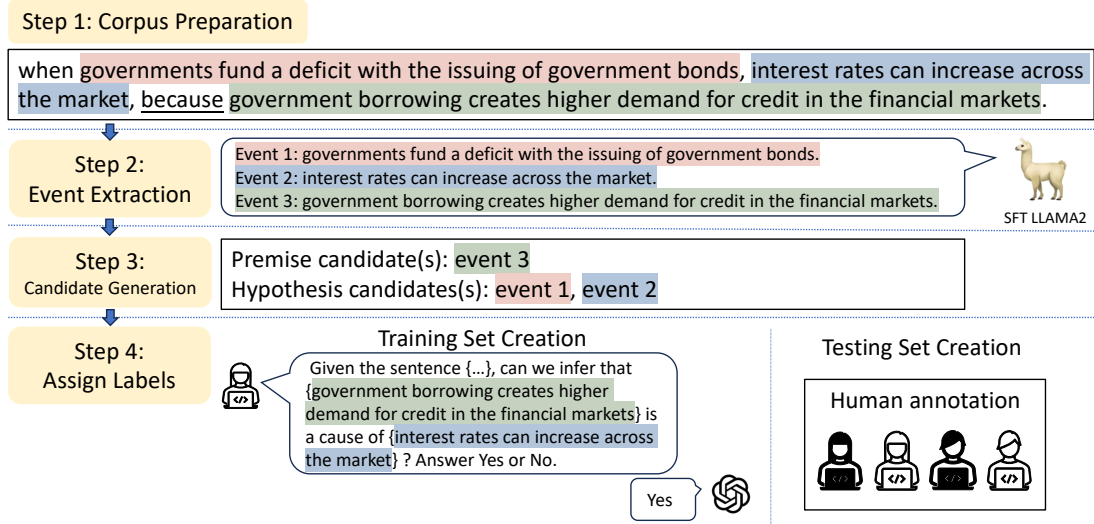 Step 1: Corpus Preparation
when governments fund a deficit with the issuing of government bonds, interest rates can increase across
the market, because government borrowing creates higher demand for credit in the financial markets.
Step 2:
Event Extraction
Event 1: governments fund a deficit with the issuing of government bonds.
Event 2: interest rates can increase across the market.
Event 3: government borrowing creates higher demand for credit in the financial markets.
SFT LLAMA2
Step 3:
Candidate Generation
Premise candidate(s): event 3
Hypothesis candidates(s): event 1, event 2
Step 4:
Assign Labels
Training Set Creation
Given the sentence {...}, can we infer that
{government borrowing creates higher
demand for credit in the financial markets} is
a cause of {interest rates can increase across
the market} ? Answer Yes or No.
Yes
Testing Set Creation
Human annotation